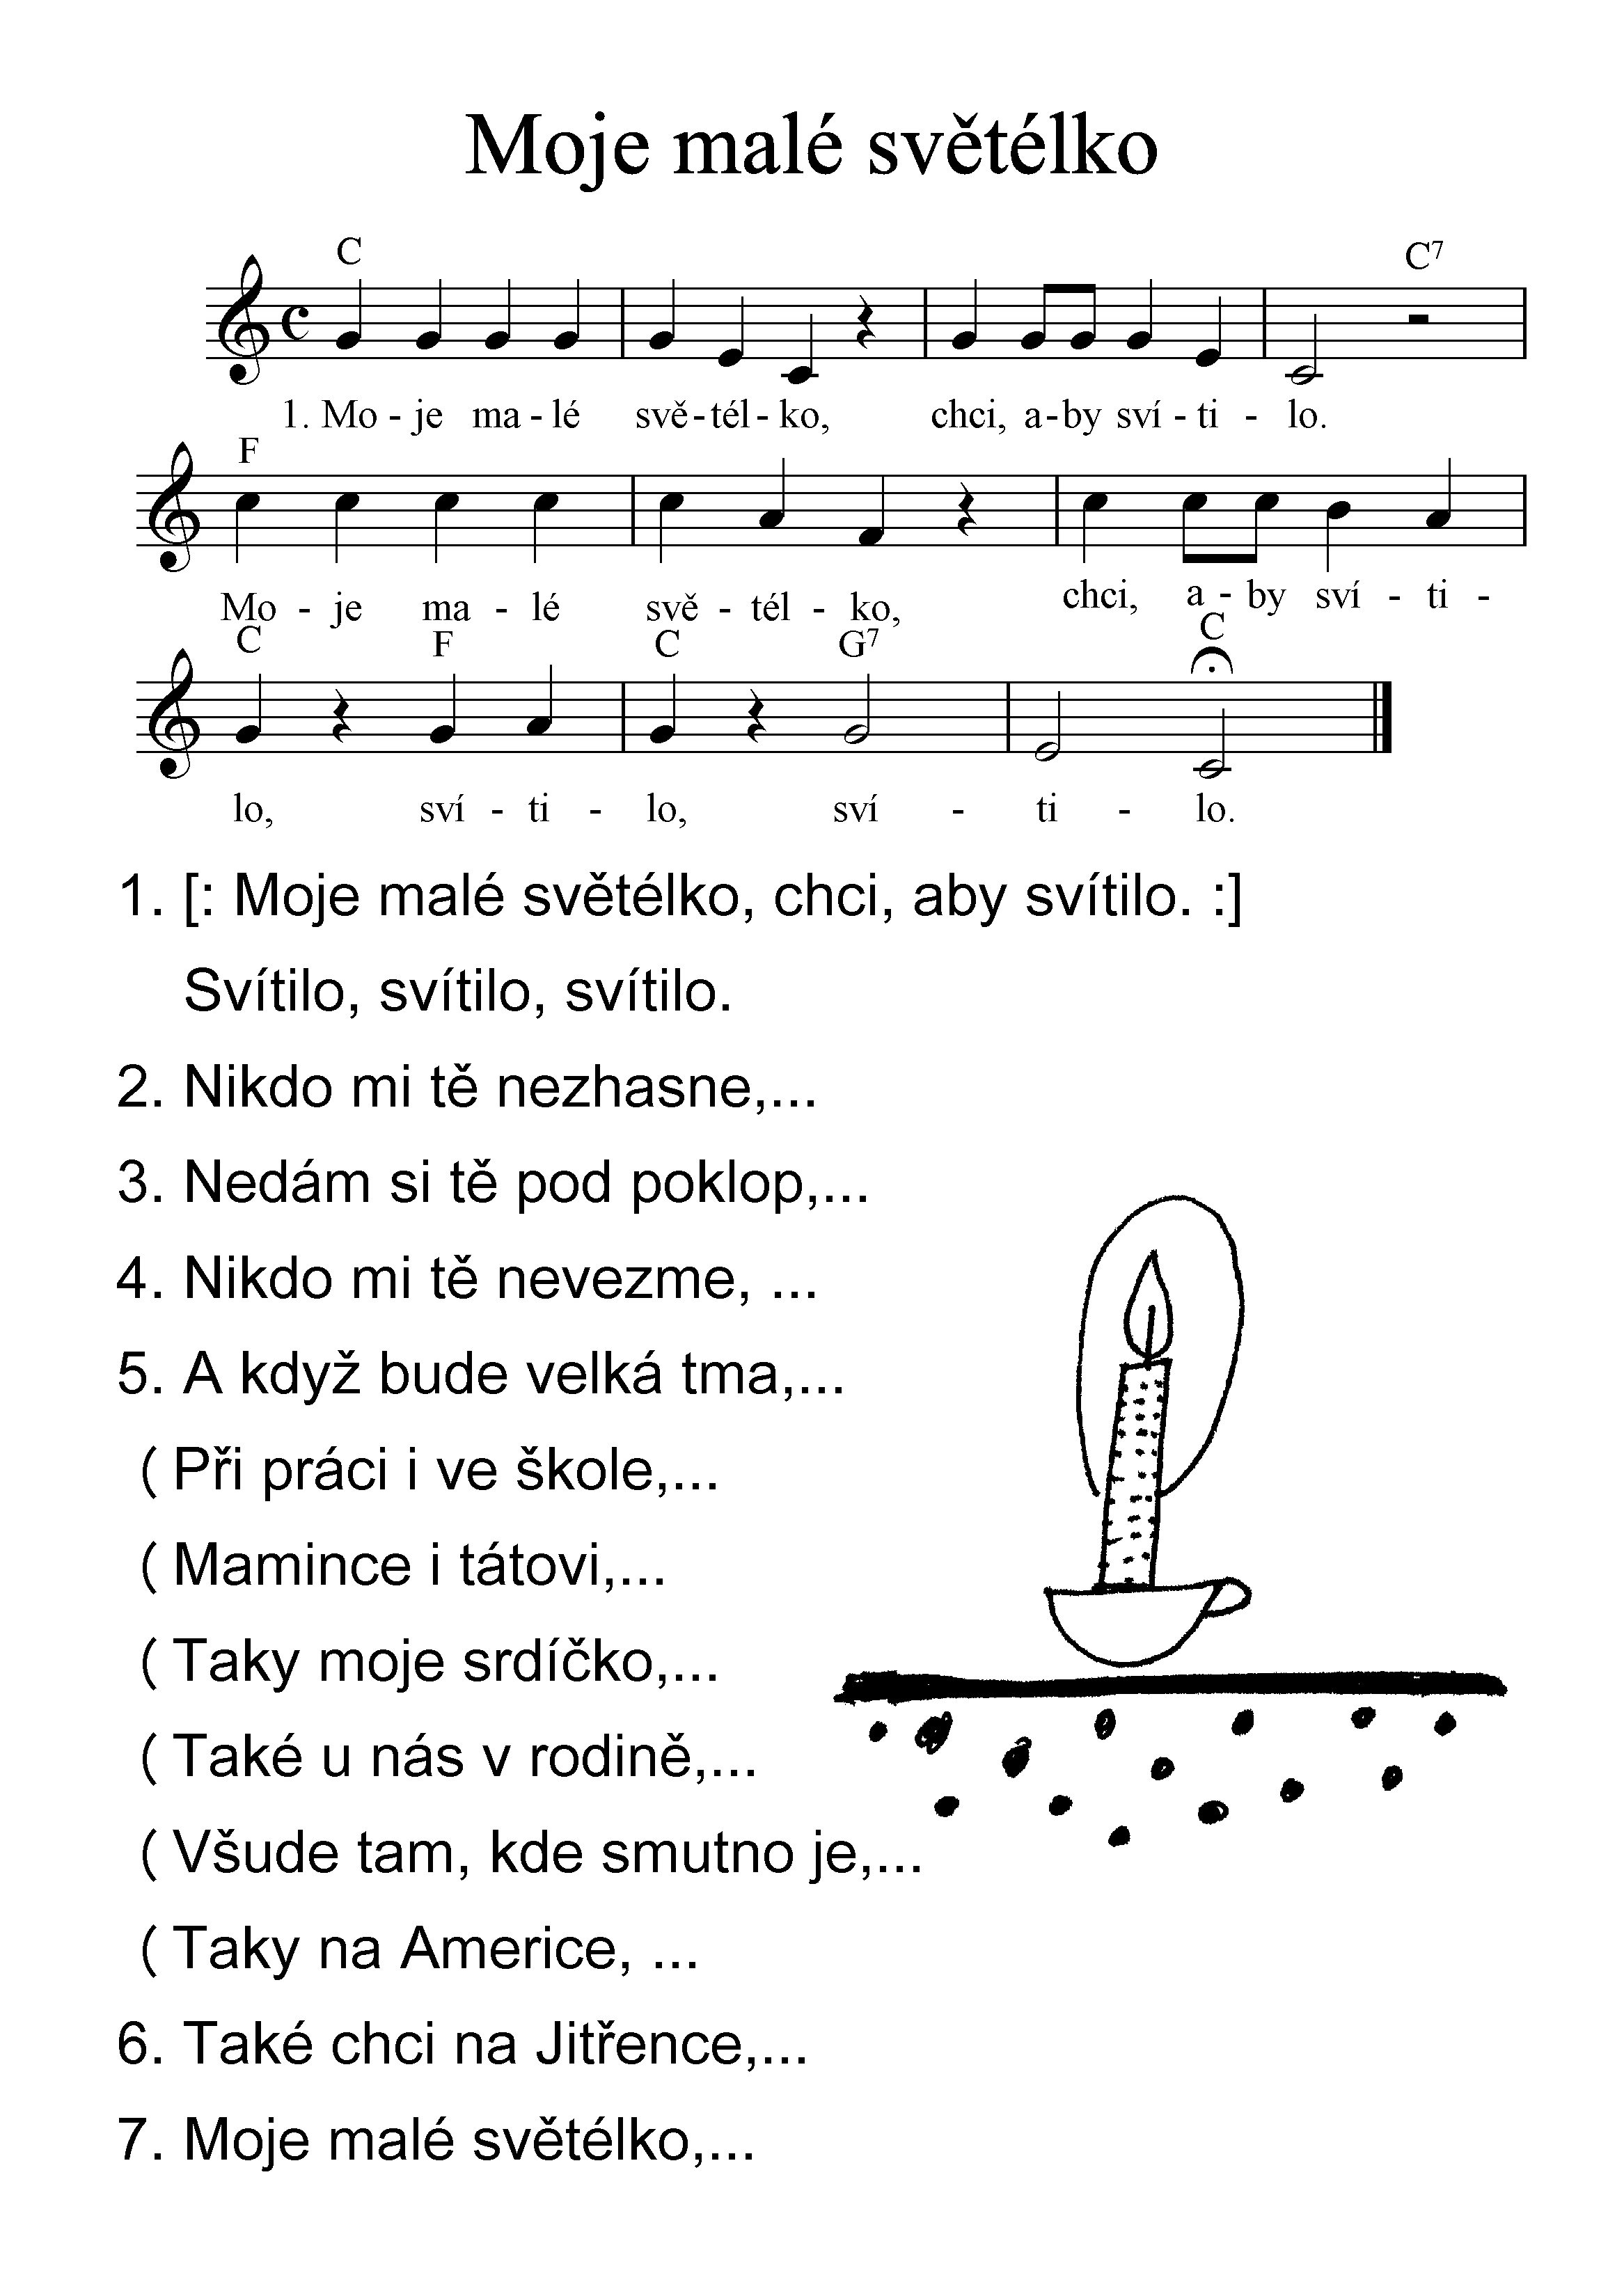 Moje malé světélko
C C7
1. Mo - je ma - lé svě - tél - ko, chci, a - by sví - ti - lo.
F
Mo - je ma - lé svě - tél - ko, chci, a - by sví - ti -
C F C G7 C
lo, sví - ti - lo, sví - ti - lo.
1. [: Moje malé světélko, chci, aby svítilo. :]
Svítilo, svítilo, svítilo.
2. Nikdo mi tě nezhasne,...
3. Nedám si tě pod poklop,...
4. Nikdo mi tě nevezme, ...
5. A když bude velká tma,...
( Při práci i ve škole,...
( Mamince i tátovi,...
( Taky moje srdíčko,...
( Také u nás v rodině,...
( Všude tam, kde smutno je,...
( Taky na Americe, ...
6. Také chci na Jitřence,...
7. Moje malé světélko,...